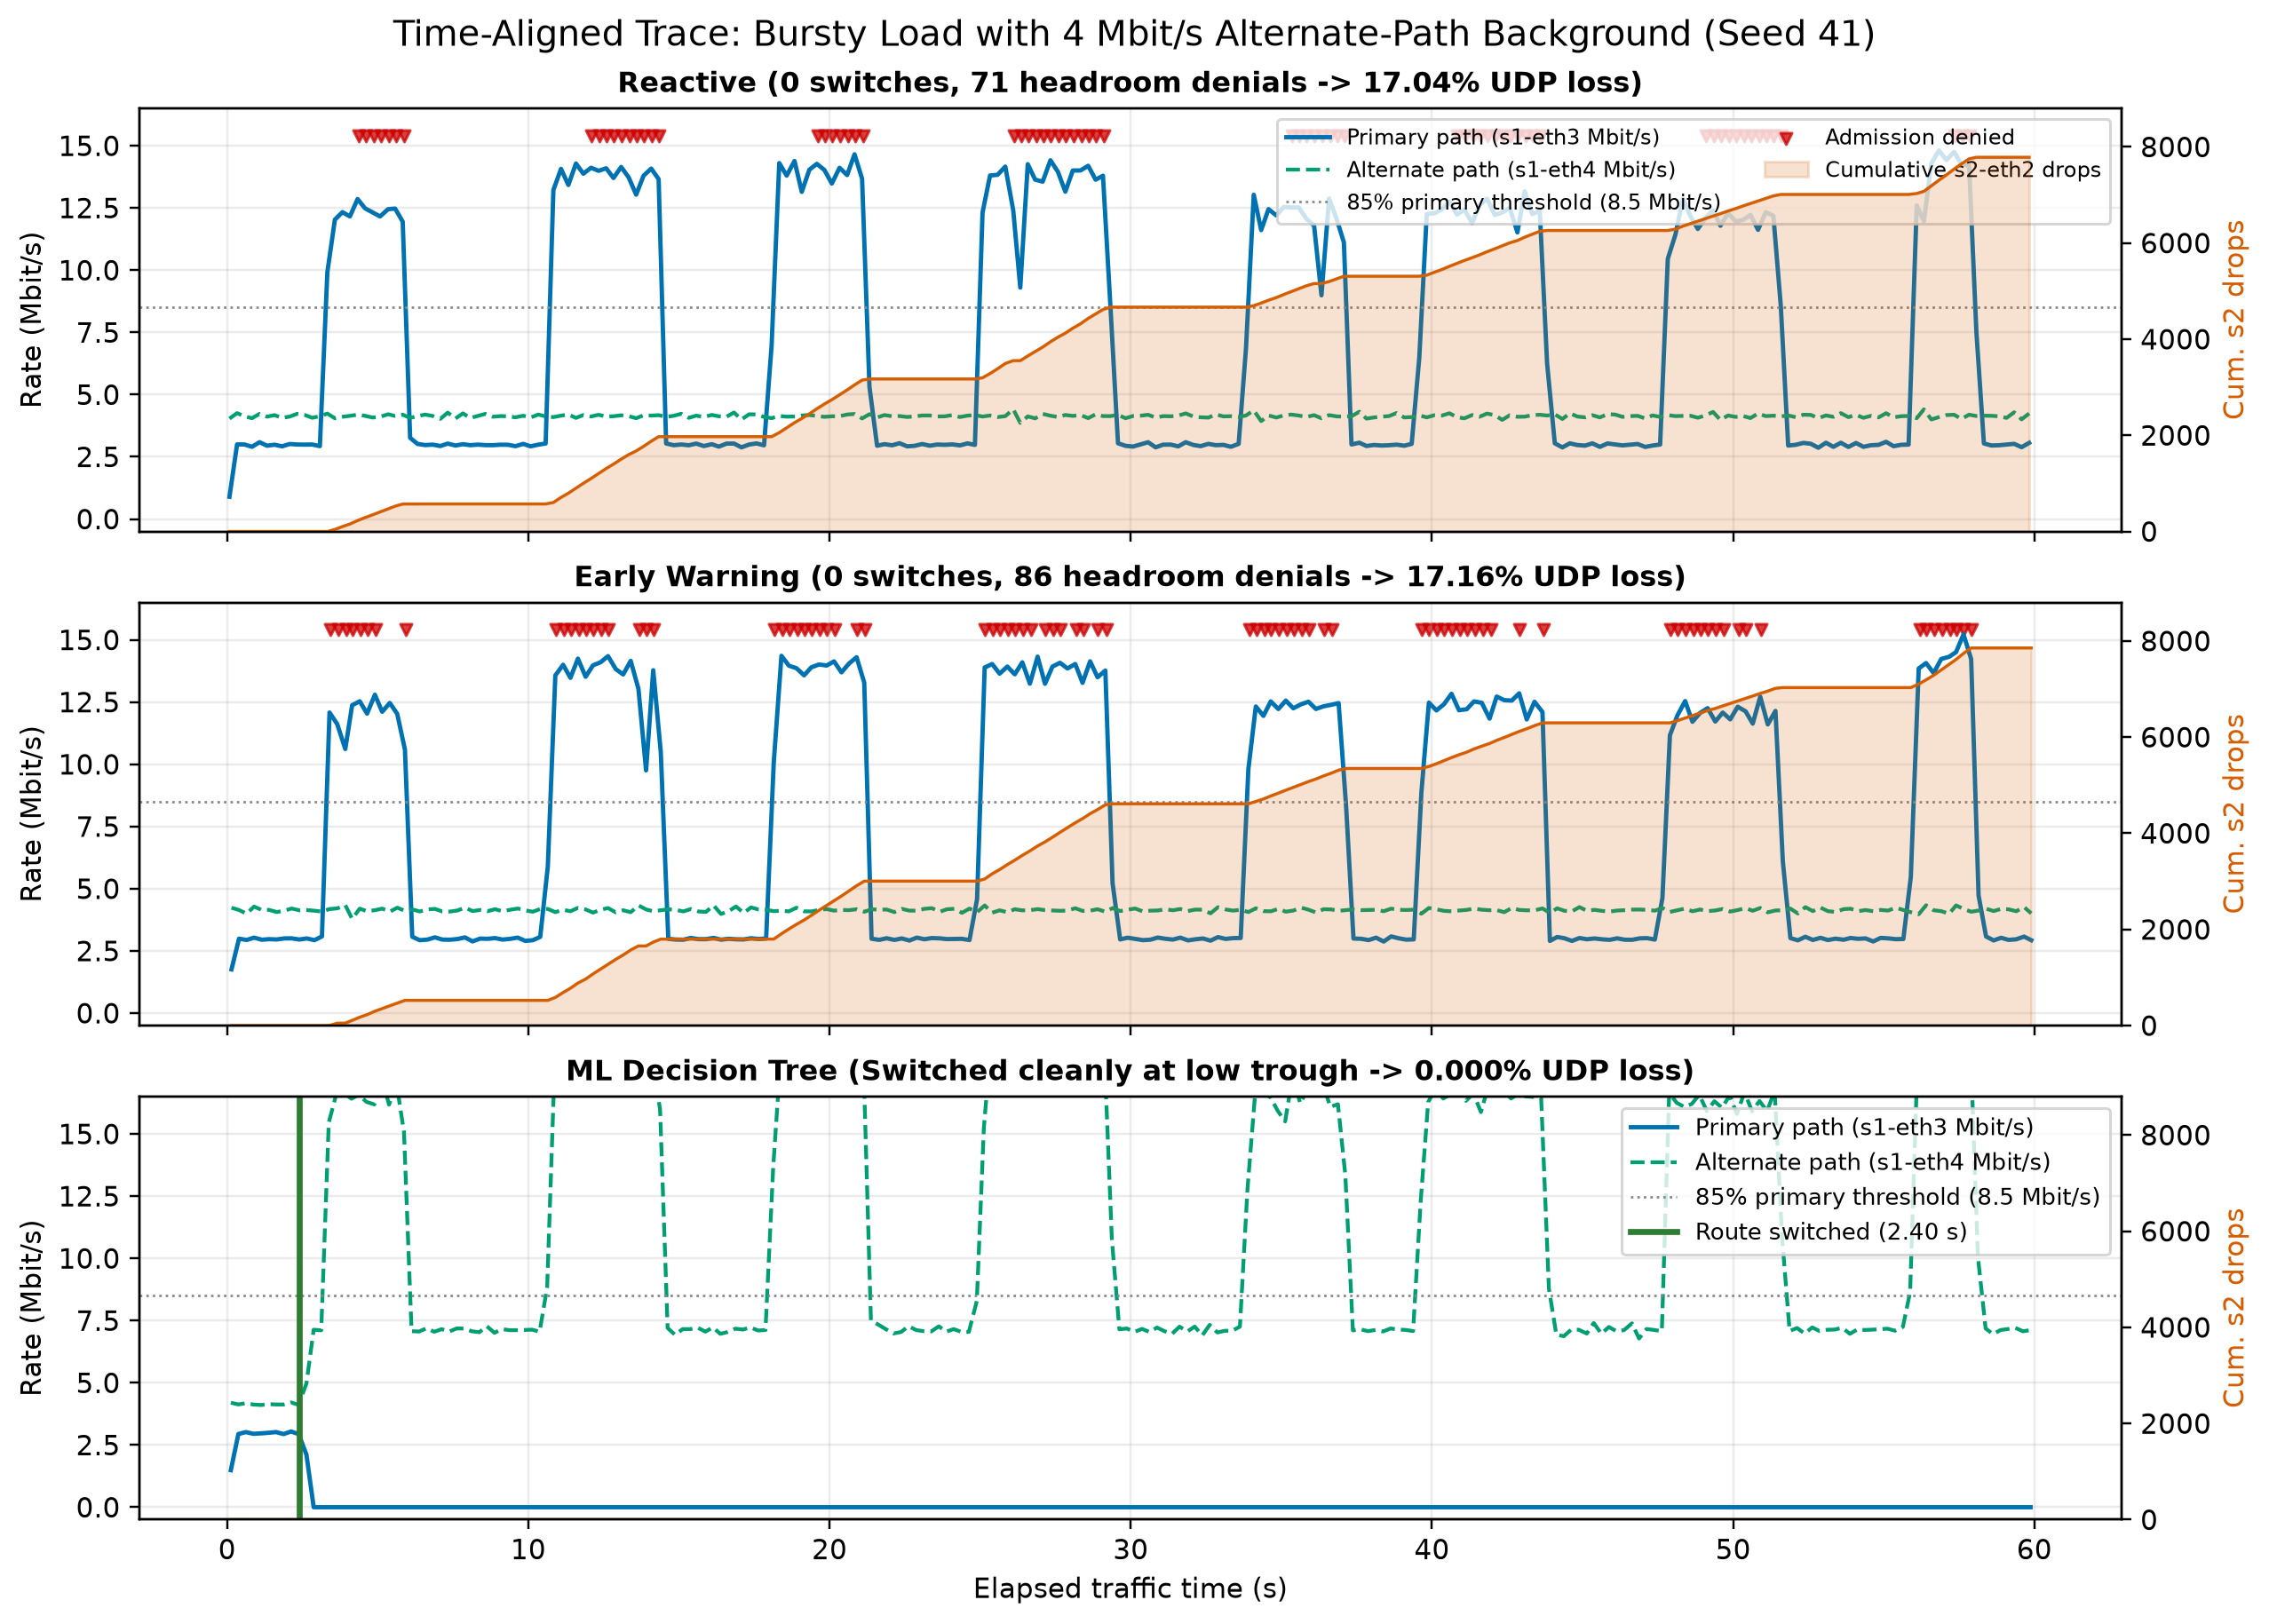 Time-Aligned Trace: Bursty Load with 4 Mbit/s Alternate-Path Background (Seed 41)
Reactive (0 switches, 71 headroom denials -> 17.04% UDP loss)
Rate (Mbit/s)
15.0
12.5
10.0
7.5
5.0
2.5
0.0
Primary path (s1-eth3 Mbit/s)
Alternate path (s1-eth4 Mbit/s)
85% primary threshold (8.5 Mbit/s)
Admission denied
Cumulative s2-eth2 drops
8000
6000
4000
2000
0
Cum. s2 drops
Early Warning (0 switches, 86 headroom denials -> 17.16% UDP loss)
Rate (Mbit/s)
15.0
12.5
10.0
7.5
5.0
2.5
0.0
8000
6000
4000
2000
0
Cum. s2 drops
ML Decision Tree (Switched cleanly at low trough -> 0.000% UDP loss)
Rate (Mbit/s)
15.0
12.5
10.0
7.5
5.0
2.5
0.0
Primary path (s1-eth3 Mbit/s)
Alternate path (s1-eth4 Mbit/s)
85% primary threshold (8.5 Mbit/s)
Route switched (2.40 s)
8000
6000
4000
2000
0
Cum. s2 drops
0 10 20 30 40 50 60
Elapsed traffic time (s)